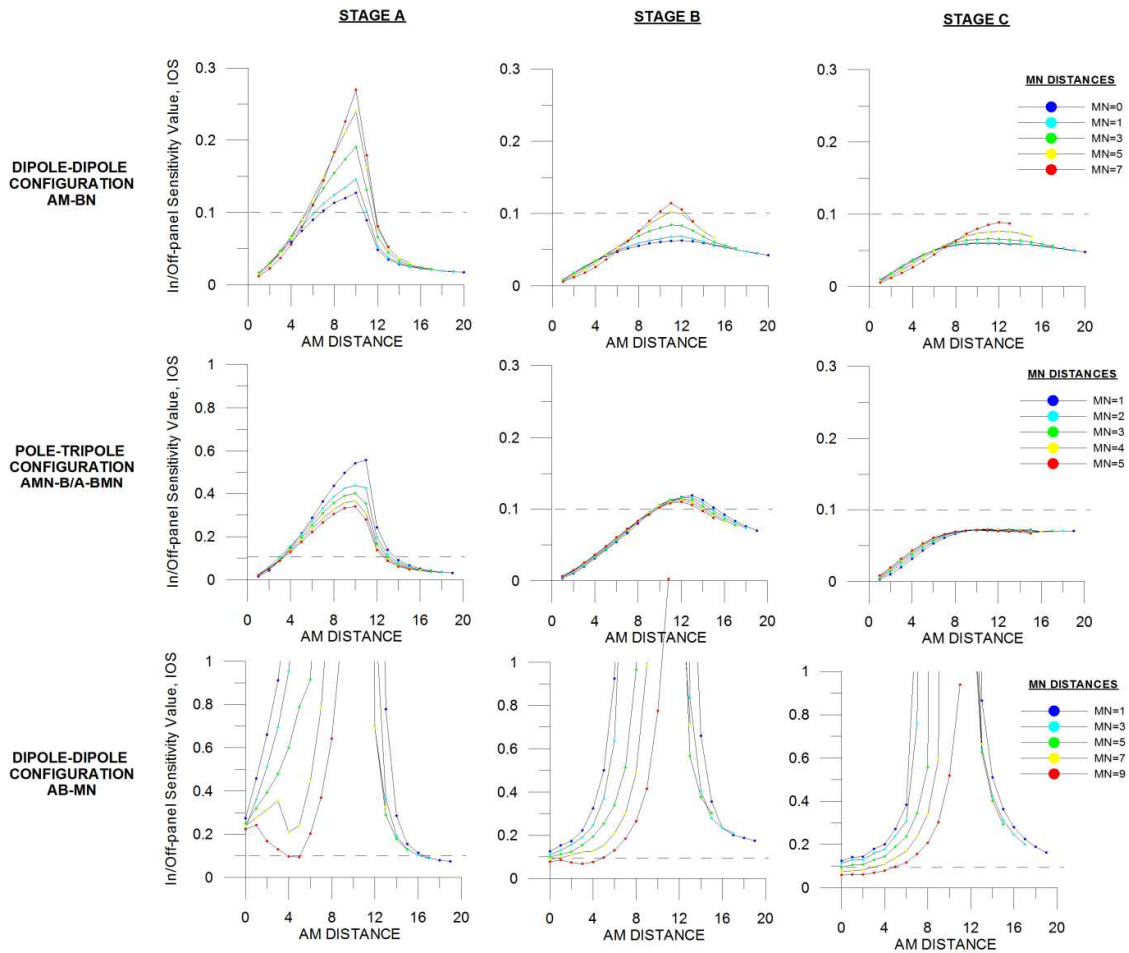 STAGE A
STAGE B
STAGE C
DIPOLE-DIPOLE
CONFIGURATION
AM-BN
In/Off-panel Sensitivity Value, IOS
0.3
0.2
0.1
0
0 4 8 12 16 20
AM DISTANCE
0.3
0.2
0.1
0
0 4 8 12 16 20
AM DISTANCE
0.3
0.2
0.1
0
0 4 8 12 16 20
AM DISTANCE
MN DISTANCES
MN=0
MN=1
MN=3
MN=5
MN=7
POLE-TRIPOLE
CONFIGURATION
AMN-B/A-BMN
In/Off-panel Sensitivity Value, IOS
1
0.8
0.6
0.4
0.2
0
0 4 8 12 16 20
AM DISTANCE
0.3
0.2
0.1
0
0 4 8 12 16 20
AM DISTANCE
0.3
0.2
0.1
0
0 4 8 12 16 20
AM DISTANCE
MN DISTANCES
MN=1
MN=2
MN=3
MN=4
MN=5
DIPOLE-DIPOLE
CONFIGURATION
AB-MN
In/Off-panel Sensitivity Value, IOS
1
0.8
0.6
0.4
0.2
0
0 4 8 12 16 20
AM DISTANCE
1
0.8
0.6
0.4
0.2
0
0 4 8 12 16 20
AM DISTANCE
1
0.8
0.6
0.4
0.2
0
0 4 8 12 16 20
AM DISTANCE
MN DISTANCES
MN=1
MN=3
MN=5
MN=7
MN=9